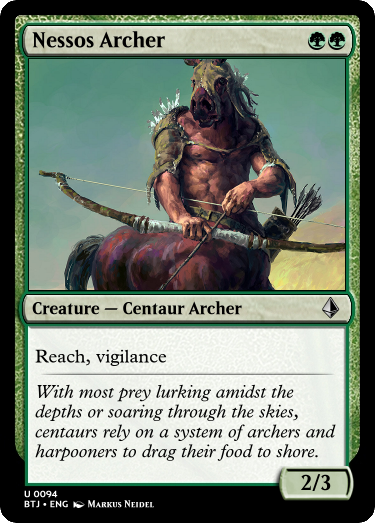 Nessos Archer
Creature — Centaur Archer
Reach, vigilance
With most prey lurking amidst the
depths or soaring through the skies,
centaurs rely on a system of archers and
harpooners to drag their food to shore.
2/3
U 0094
BTJ • ENG Markus Neidel